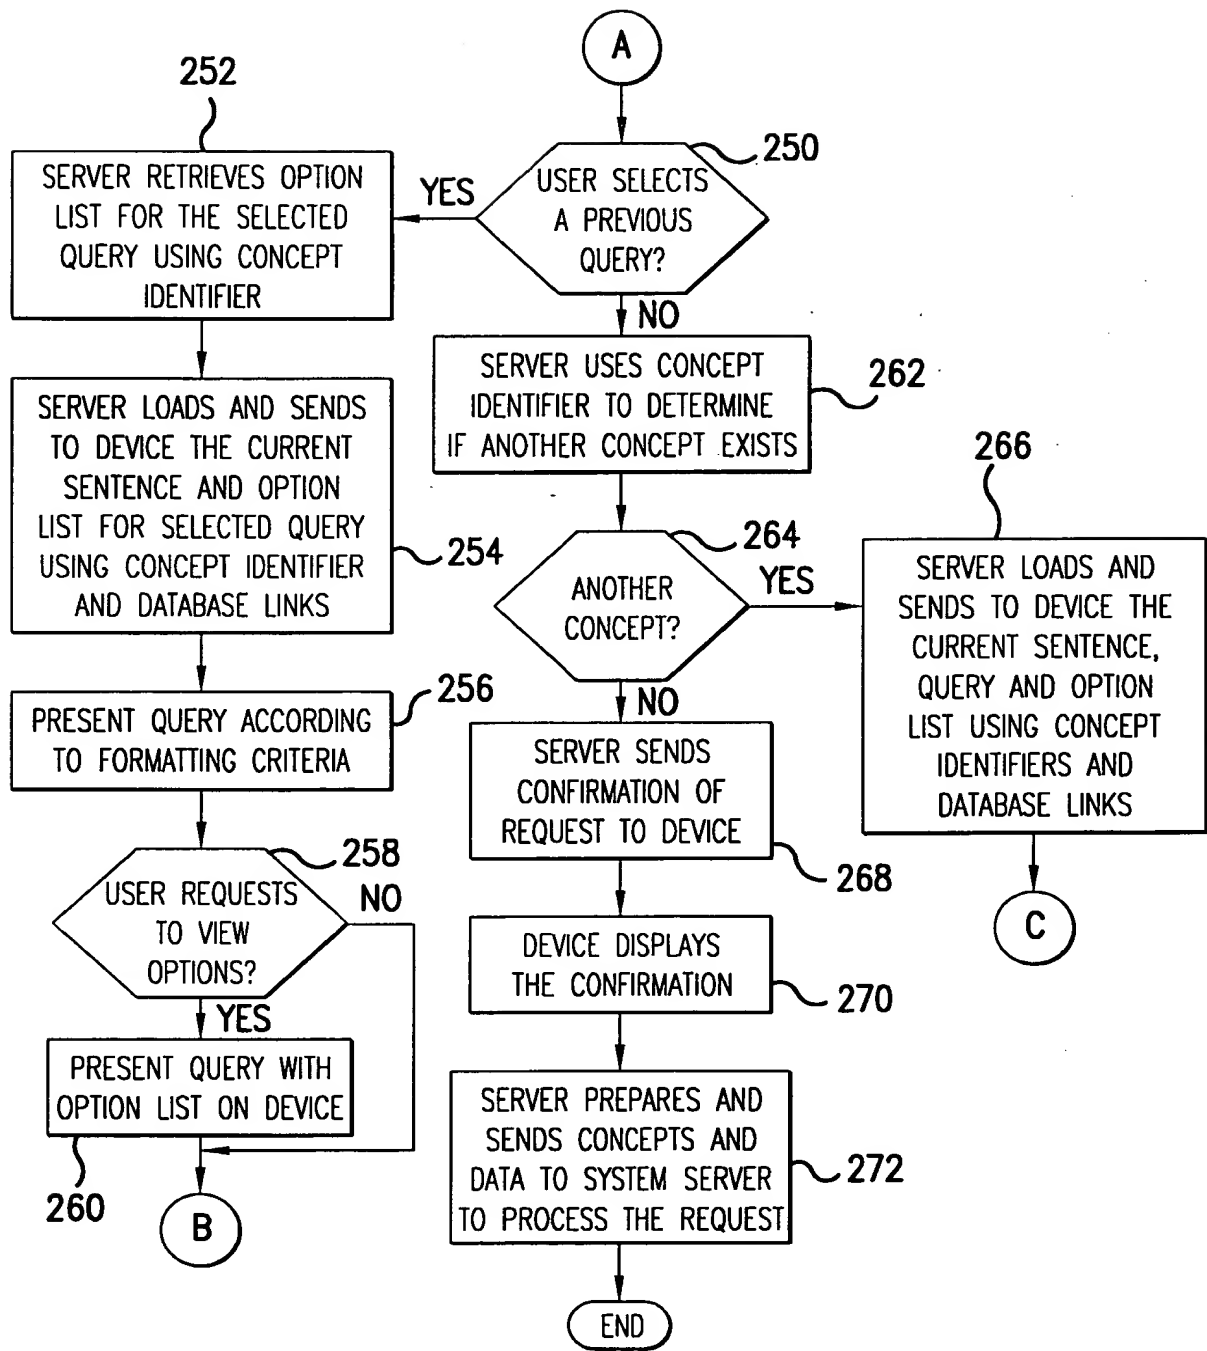 A
250
USER SELECTS
A PREVIOUS
QUERY?
YES
NO
252
SERVER RETRIEVES OPTION
LIST FOR THE SELECTED
QUERY USING CONCEPT
IDENTIFIER
SERVER LOADS AND SENDS
TO DEVICE THE CURRENT
SENTENCE AND OPTION
LIST FOR SELECTED QUERY
USING CONCEPT IDENTIFIER
AND DATABASE LINKS
254
PRESENT QUERY ACCORDING
TO FORMATTING CRITERIA
256
USER REQUESTS
TO VIEW
OPTIONS?
258
NO
YES
PRESENT QUERY WITH
OPTION LIST ON DEVICE
260
B
SERVER USES CONCEPT
IDENTIFIER TO DETERMINE
IF ANOTHER CONCEPT EXISTS
262
ANOTHER
CONCEPT?
264
YES
NO
266
SERVER LOADS AND
SENDS TO DEVICE THE
CURRENT SENTENCE,
QUERY AND OPTION
LIST USING CONCEPT
IDENTIFIERS AND
DATABASE LINKS
C
SERVER SENDS
CONFIRMATION OF
REQUEST TO DEVICE
268
DEVICE DISPLAYS
THE CONFIRMATION
270
SERVER PREPARES AND
SENDS CONCEPTS AND
DATA TO SYSTEM SERVER
TO PROCESS THE REQUEST
272
END